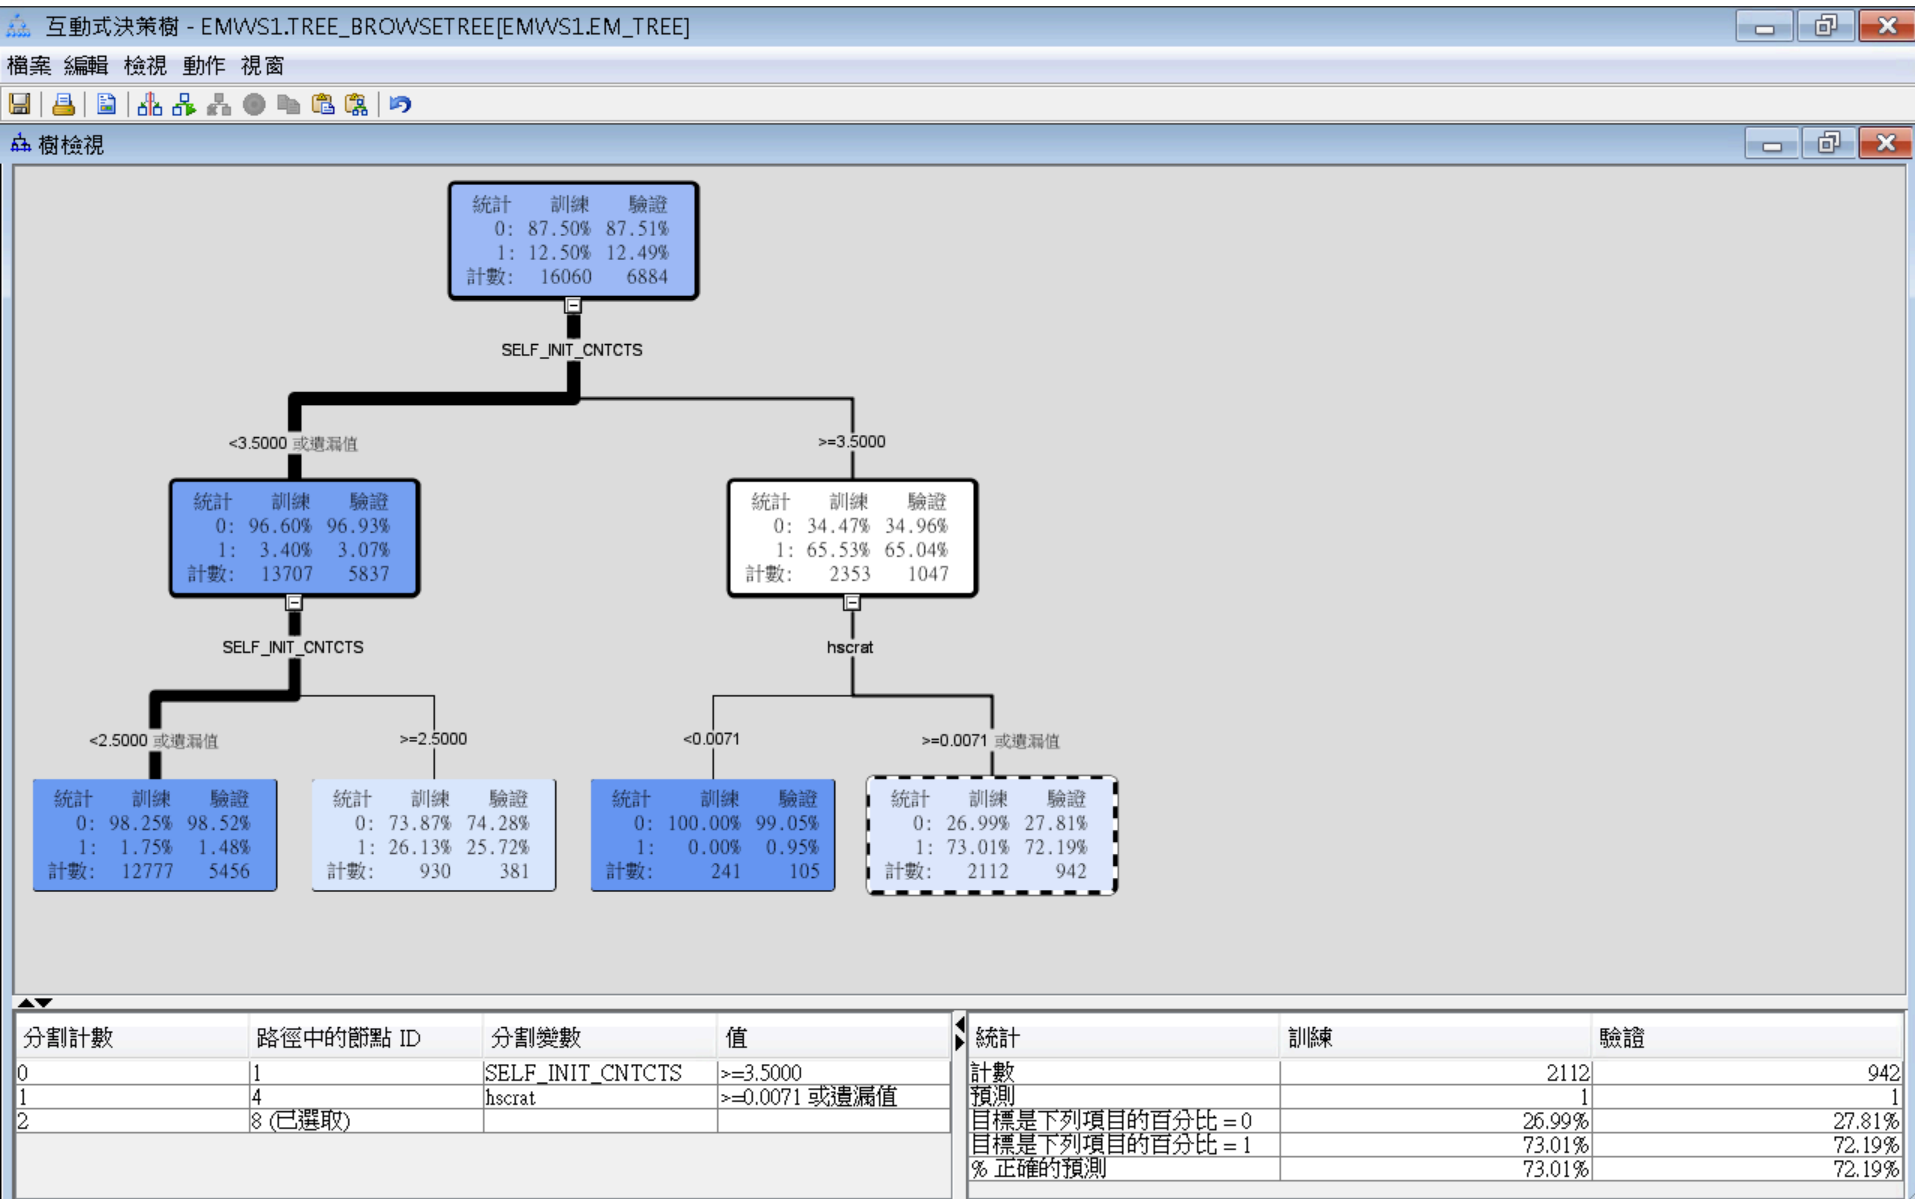 互動式決策樹 - EMWS1.TREE_BROWSETREE[EMWS1.EM_TREE]
檔案 編輯 檢視 動作 視窗
樹檢視
統計 訓練 驗證
0: 87.50% 87.51%
1: 12.50% 12.49%
計數: 16060 6884
SELF_INIT_CNTCTS
<3.5000 或遺漏值
>=3.5000
統計 訓練 驗證
0: 96.60% 96.93%
1: 3.40% 3.07%
計數: 13707 5837
統計 訓練 驗證
0: 34.47% 34.96%
1: 65.53% 65.04%
計數: 2353 1047
SELF_INIT_CNTCTS
hscrat
<2.5000 或遺漏值
>=2.5000
<0.0071
>=0.0071 或遺漏值
統計 訓練 驗證
0: 98.25% 98.52%
1: 1.75% 1.48%
計數: 12777 5456
統計 訓練 驗證
0: 73.87% 74.28%
1: 26.13% 25.72%
計數: 930 381
統計 訓練 驗證
0: 100.00% 99.05%
1: 0.00% 0.95%
計數: 241 105
統計 訓練 驗證
0: 26.99% 27.81%
1: 73.01% 72.19%
計數: 2112 942
分割計數 路徑中的節點 ID 分割變數 值
0 1 SELF_INIT_CNTCTS >=3.5000
1 4 hscrat >=0.0071 或遺漏值
2 8 (已選取)
統計 訓練 驗證
計數 2112 942
預測 1 1
目標是下列項目的百分比 = 0 26.99% 27.81%
目標是下列項目的百分比 = 1 73.01% 72.19%
% 正確的預測 73.01% 72.19%